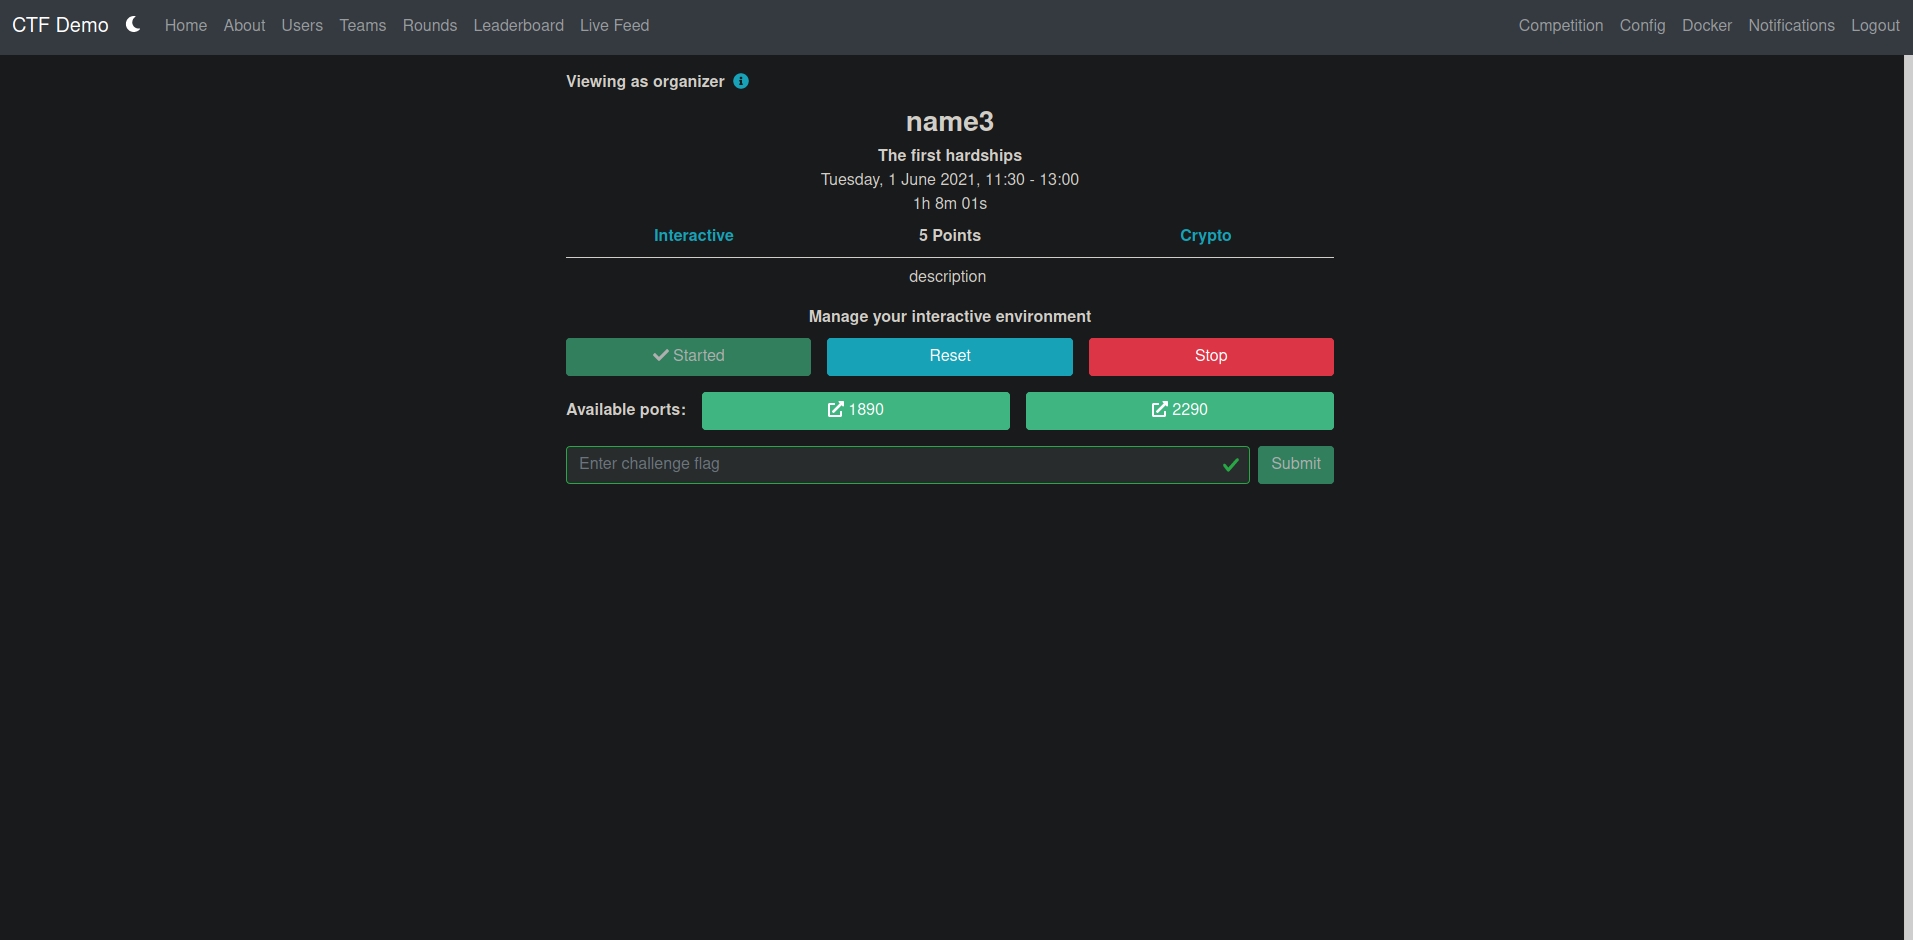 CTF Demo Home About Users Teams Rounds Leaderboard Live Feed Competition Config Docker Notifications Logout
Viewing as organizer
name3
The first hardships
Tuesday, 1 June 2021, 11:30 - 13:00
1h 8m 01s
Interactive 5 Points Crypto
description
Manage your interactive environment
Started Reset Stop
Available ports: 1890 2290
Enter challenge flag Submit